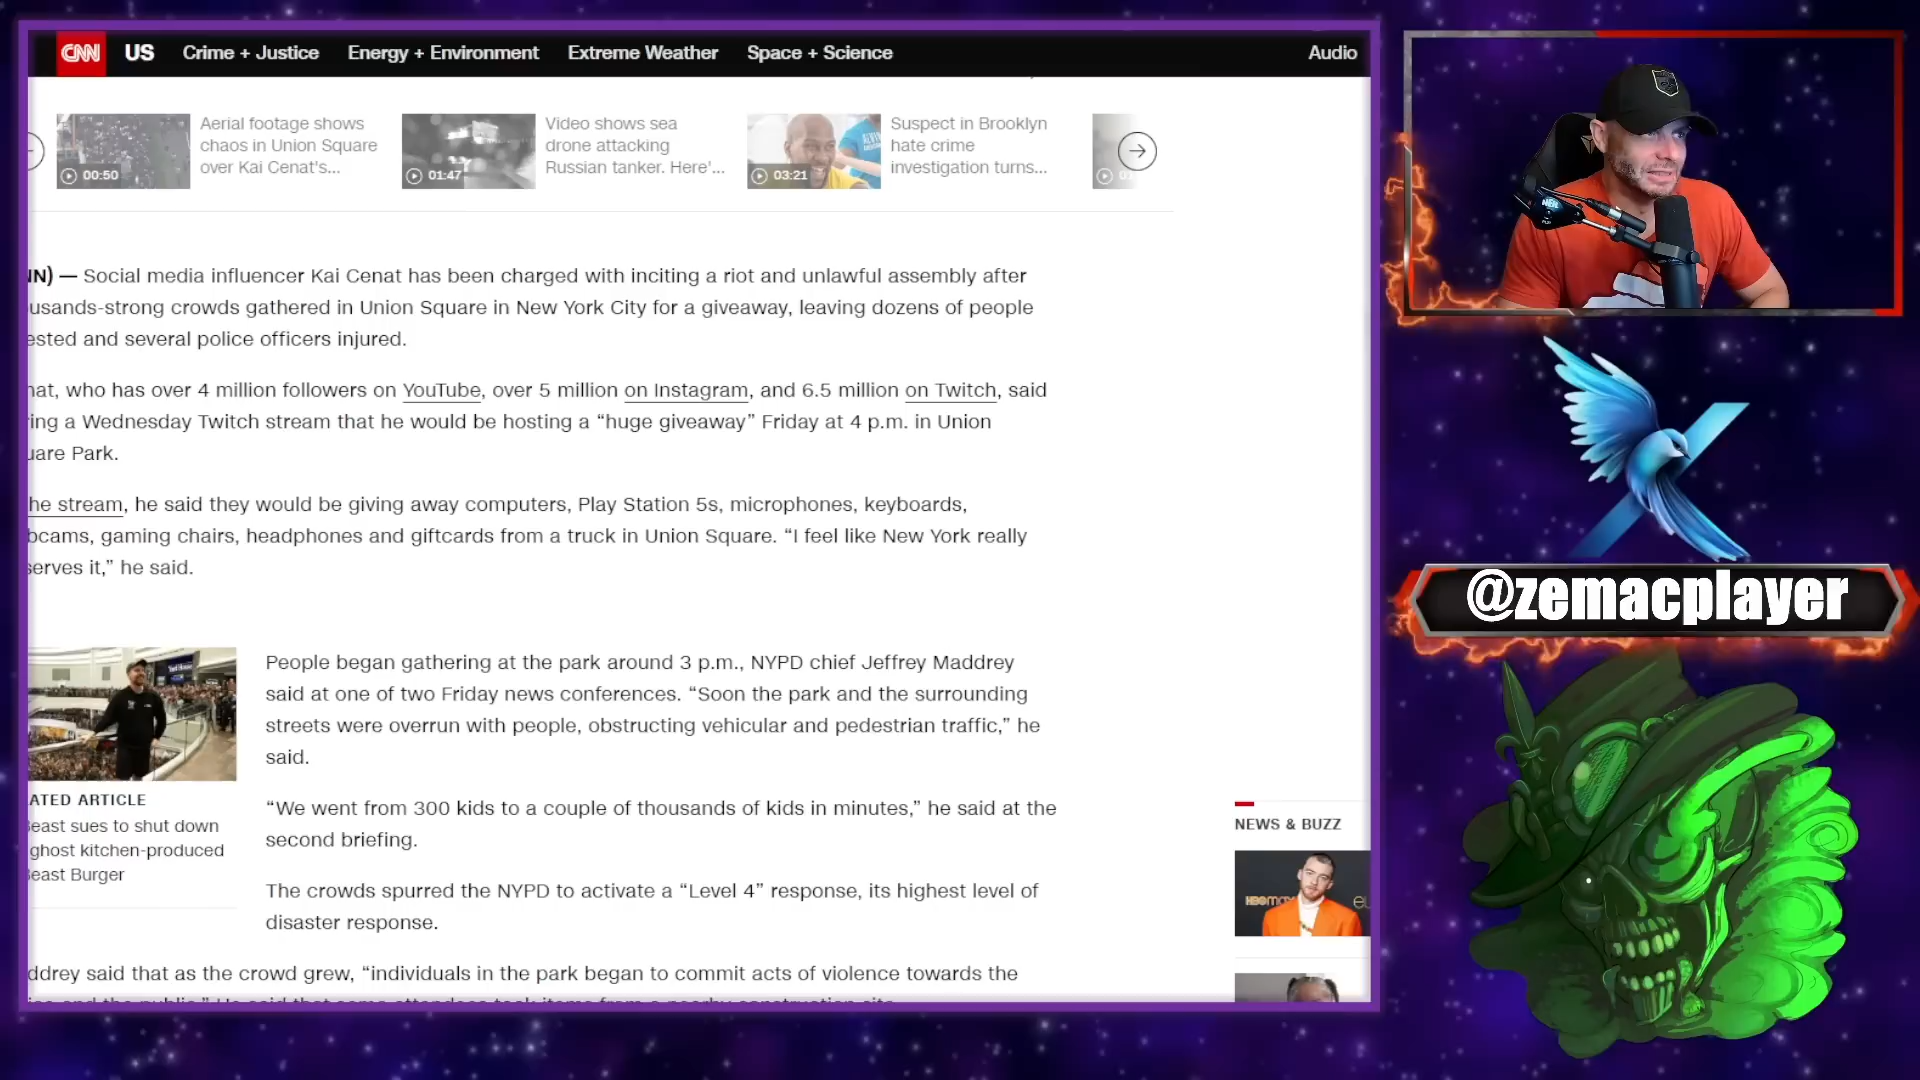 CNN US Crime + Justice Energy + Environment Extreme Weather Space + Science Audio
Aerial footage shows
chaos in Union Square
over Kai Cenat's...
00:50
Video shows sea
drone attacking
Russian tanker. Here'...
01:47
Suspect in Brooklyn
hate crime
investigation turns...
03:21
NN) — Social media influencer Kai Cenat has been charged with inciting a riot and unlawful assembly after
usands-strong crowds gathered in Union Square in New York City for a giveaway, leaving dozens of people
ested and several police officers injured.
nat, who has over 4 million followers on YouTube, over 5 million on Instagram, and 6.5 million on Twitch, said
ing a Wednesday Twitch stream that he would be hosting a “huge giveaway” Friday at 4 p.m. in Union
uare Park.
he stream, he said they would be giving away computers, Play Station 5s, microphones, keyboards,
bcams, gaming chairs, headphones and giftcards from a truck in Union Square. “I feel like New York really
serves it,” he said.
People began gathering at the park around 3 p.m., NYPD chief Jeffrey Maddrey
said at one of two Friday news conferences. “Soon the park and the surrounding
streets were overrun with people, obstructing vehicular and pedestrian traffic,” he
said.
ATED ARTICLE
Beast sues to shut down
ghost kitchen-produced
Beast Burger
“We went from 300 kids to a couple of thousands of kids in minutes,” he said at the
second briefing.
The crowds spurred the NYPD to activate a “Level 4” response, its highest level of
disaster response.
ddrey said that as the crowd grew, “individuals in the park began to commit acts of violence towards the
NEWS & BUZZ
HBOmax
@zemacplayer